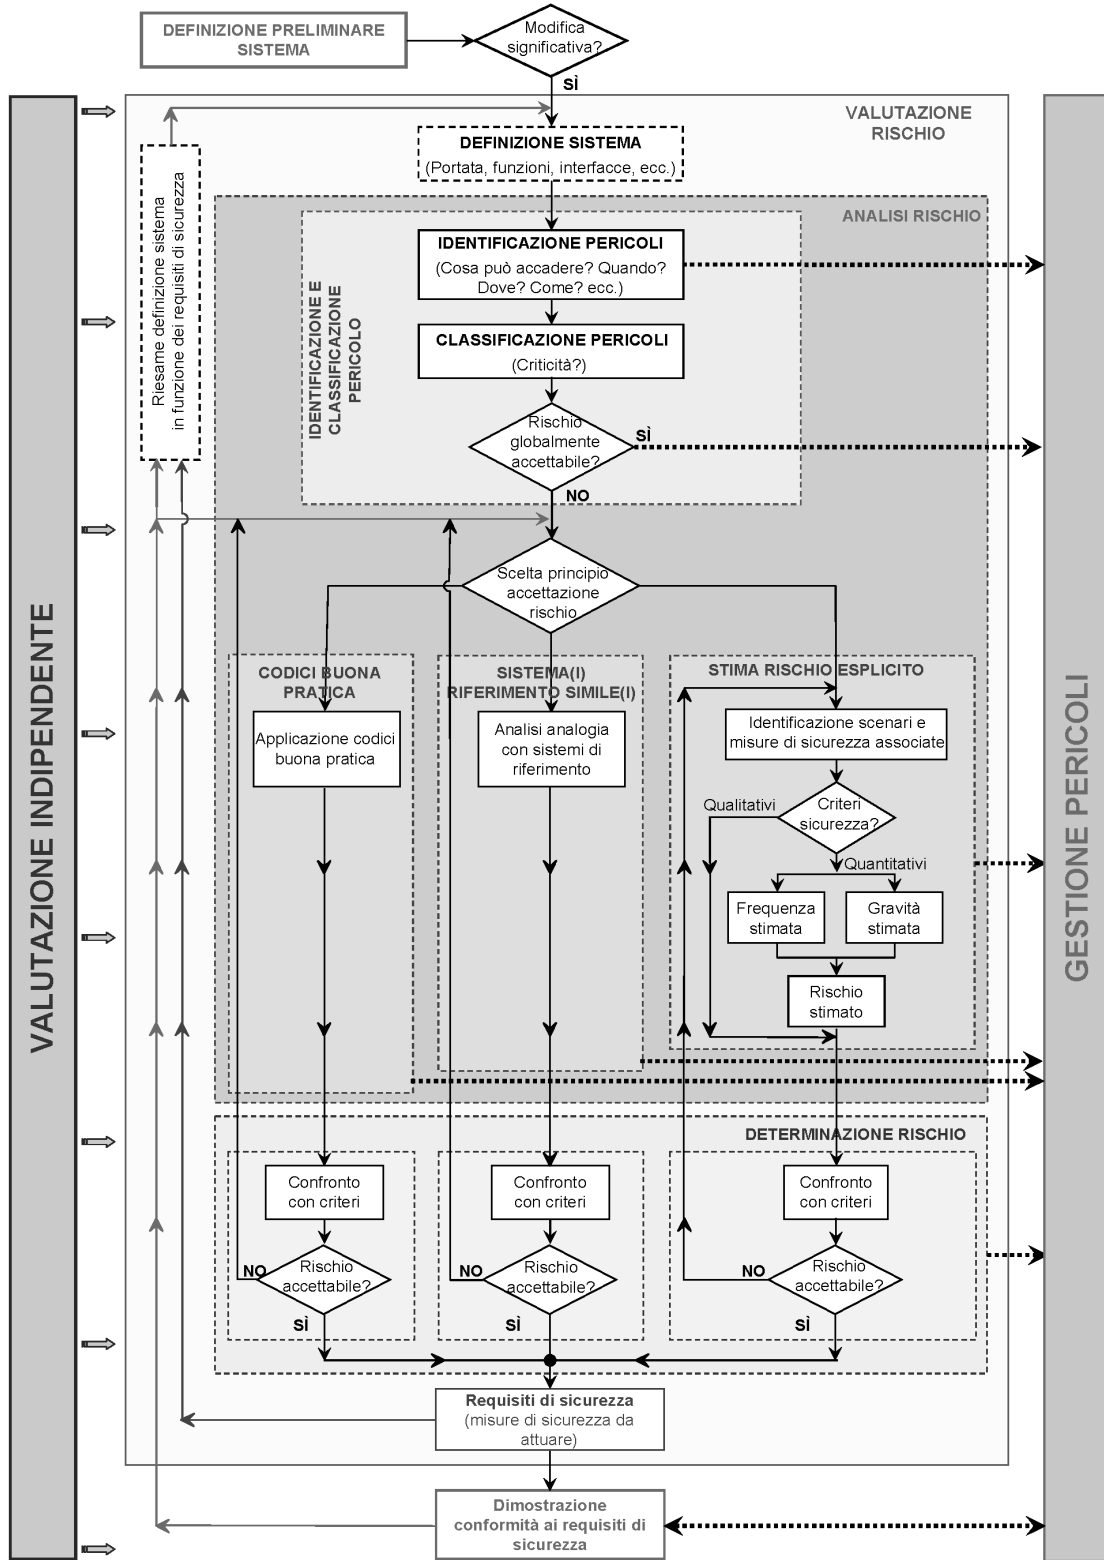 DEFINIZIONE PRELIMINARE
SISTEMA
Modifica
significativa?
SÌ
VALUTAZIONE
RISCHIO
DEFINIZIONE SISTEMA
(Portata, funzioni, interfacce, ecc.)
Riesame definizione sistema
in funzione dei requisiti di sicurezza
ANALISI RISCHIO
IDENTIFICAZIONE E
CLASSIFICAZIONE
PERICOLO
IDENTIFICAZIONE PERICOLI
(Cosa può accadere? Quando?
Dove? Come? ecc.)
CLASSIFICAZIONE PERICOLI
(Criticità?)
Rischio
globalmente
accettabile?
SÌ
NO
Scelta principio
accettazione
rischio
CODICI BUONA
PRATICA
SISTEMA(I)
RIFERIMENTO SIMILE(I)
STIMA RISCHIO ESPLICITO
Applicazione codici
buona pratica
Analisi analogia
con sistemi di
riferimento
Identificazione scenari e
misure di sicurezza associate
Qualitativi
Criteri
sicurezza?
Quantitativi
Frequenza
stimata
Gravità
stimata
Rischio
stimato
VALUTAZIONE INDIPENDENTE
GESTIONE PERICOLI
DETERMINAZIONE RISCHIO
Confronto
con criteri
Confronto
con criteri
Confronto
con criteri
NO
Rischio
accettabile?
NO
Rischio
accettabile?
NO
Rischio
accettabile?
SÌ
SÌ
SÌ
Requisiti di sicurezza
(misure di sicurezza da
attuare)
Dimostrazione
conformità ai requisiti di
sicurezza